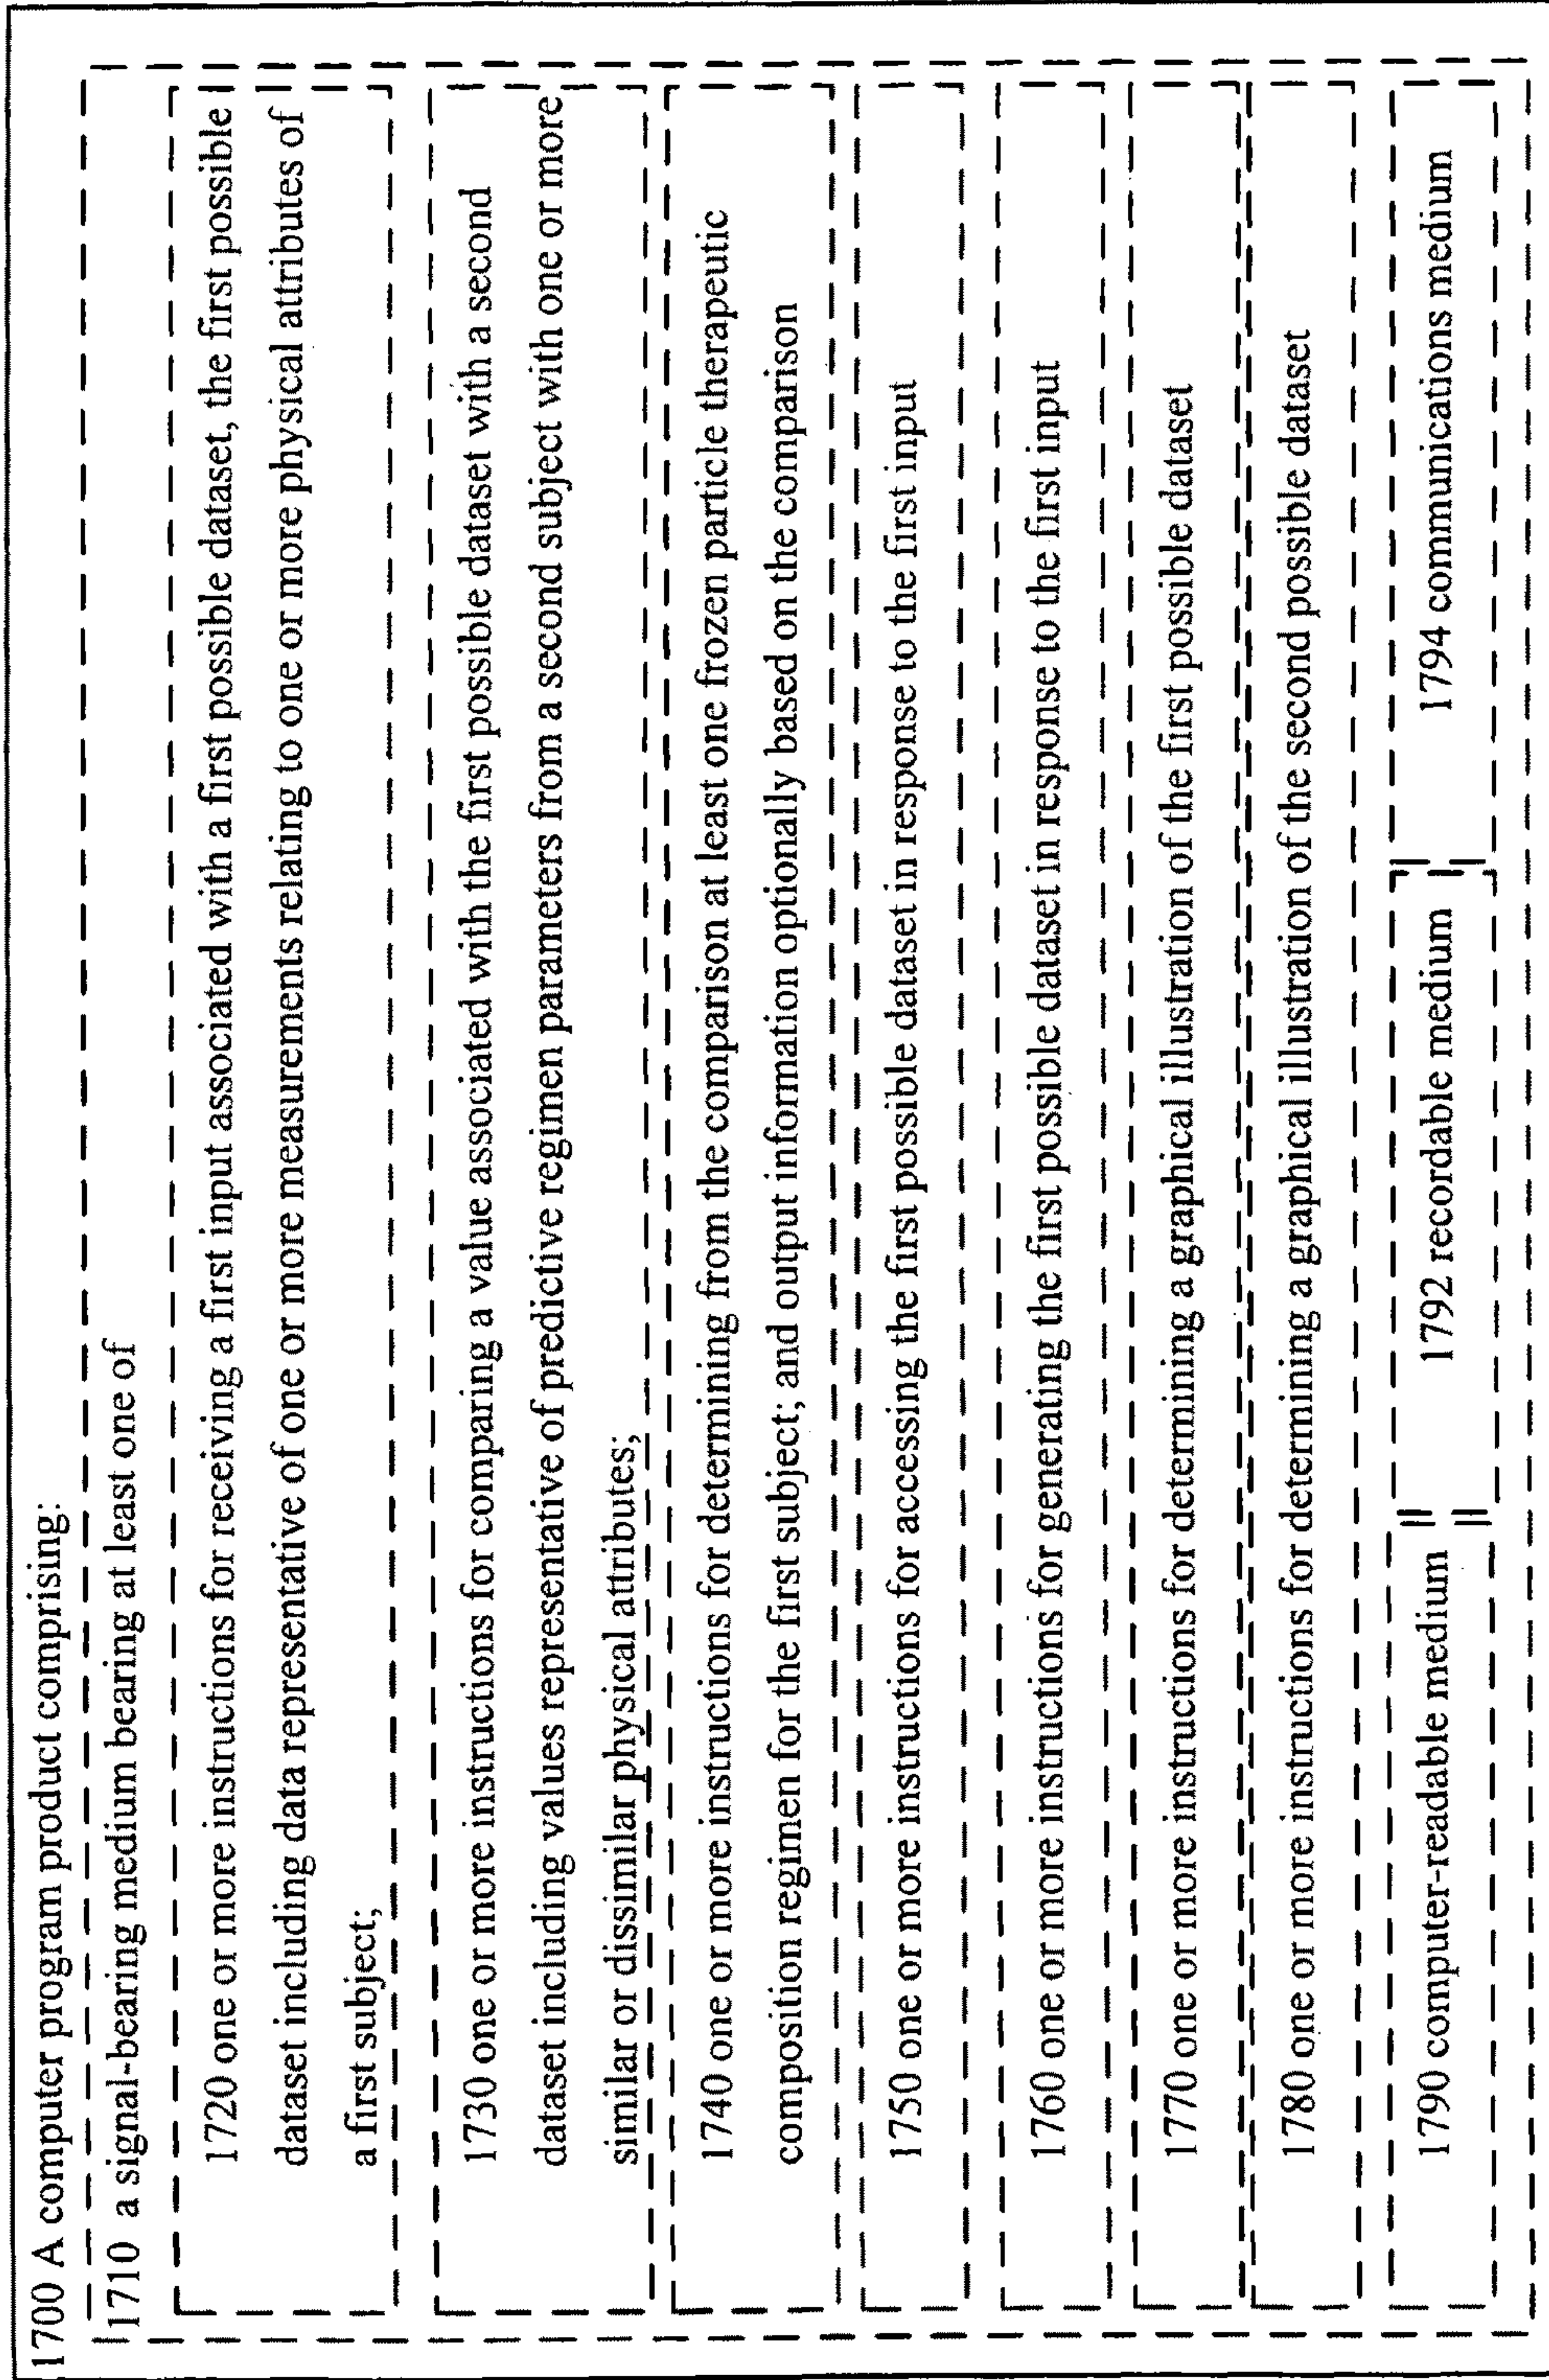 1700 A computer program product comprising:
1710 a signal-bearing medium bearing at least one of
1720 one or more instructions for receiving a first input associated with a first possible dataset, the first possible
dataset including data representative of one or more measurements relating to one or more physical attributes of
a first subject;
1730 one or more instructions for comparing a value associated with the first possible dataset with a second
dataset including values representative of predictive regimen parameters from a second subject with one or more
similar or dissimilar physical attributes;
1740 one or more instructions for determining from the comparison at least one frozen particle therapeutic
composition regimen for the first subject; and output information optionally based on the comparison
1750 one or more instructions for accessing the first possible dataset in response to the first input
1760 one or more instructions for generating the first possible dataset in response to the first input
1770 one or more instructions for determining a graphical illustration of the first possible dataset
1780 one or more instructions for determining a graphical illustration of the second possible dataset
1790 computer-readable medium
1792 recordable medium
1794 communications medium